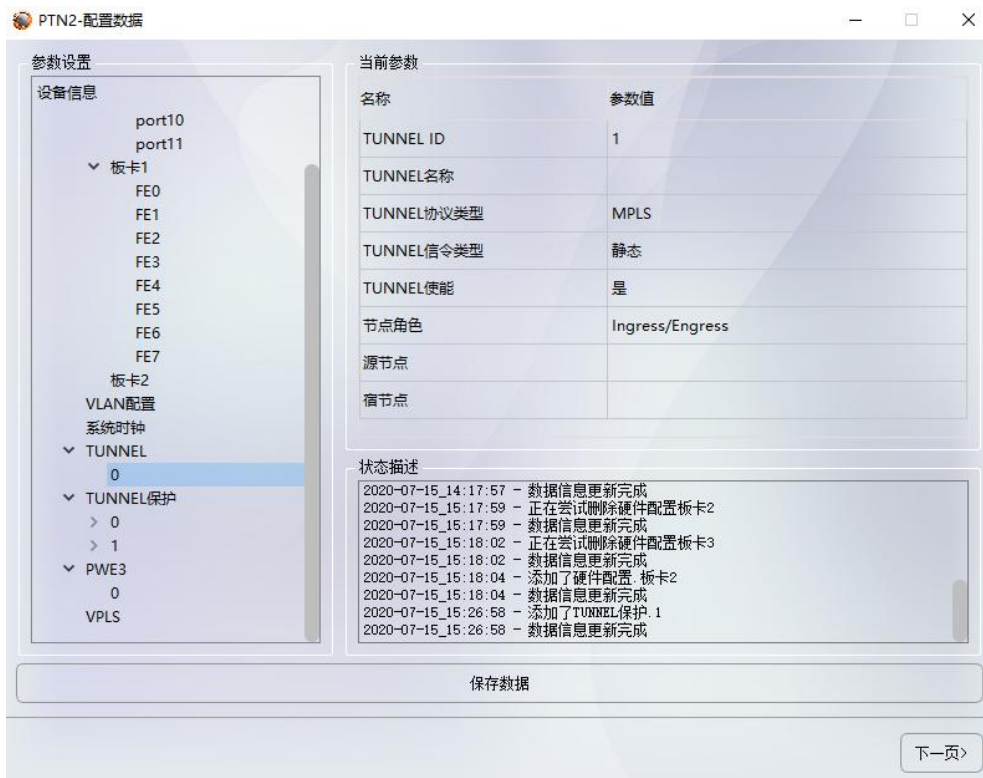 PTN2-配置数据
参数设置
设备信息
port10
port11
板卡1
FE0
FE1
FE2
FE3
FE4
FE5
FE6
FE7
板卡2
VLAN配置
系统时钟
TUNNEL
0
TUNNEL保护
0
1
PWE3
0
VPLS
当前参数
名称 参数值
TUNNEL ID 1
TUNNEL名称
TUNNEL协议类型 MPLS
TUNNEL信令类型 静态
TUNNEL使能 是
节点角色 Ingress/Engress
源节点
宿节点
状态描述
2020-07-15_14:17:57 - 数据信息更新完成
2020-07-15_15:17:59 - 正在尝试删除硬件配置板卡2
2020-07-15_15:17:59 - 数据信息更新完成
2020-07-15_15:18:02 - 正在尝试删除硬件配置板卡3
2020-07-15_15:18:02 - 数据信息更新完成
2020-07-15_15:18:04 - 添加了硬件配置.板卡2
2020-07-15_15:18:04 - 数据信息更新完成
2020-07-15_15:26:58 - 添加了TUNNEL保护.1
2020-07-15_15:26:58 - 数据信息更新完成
保存数据
下一页>